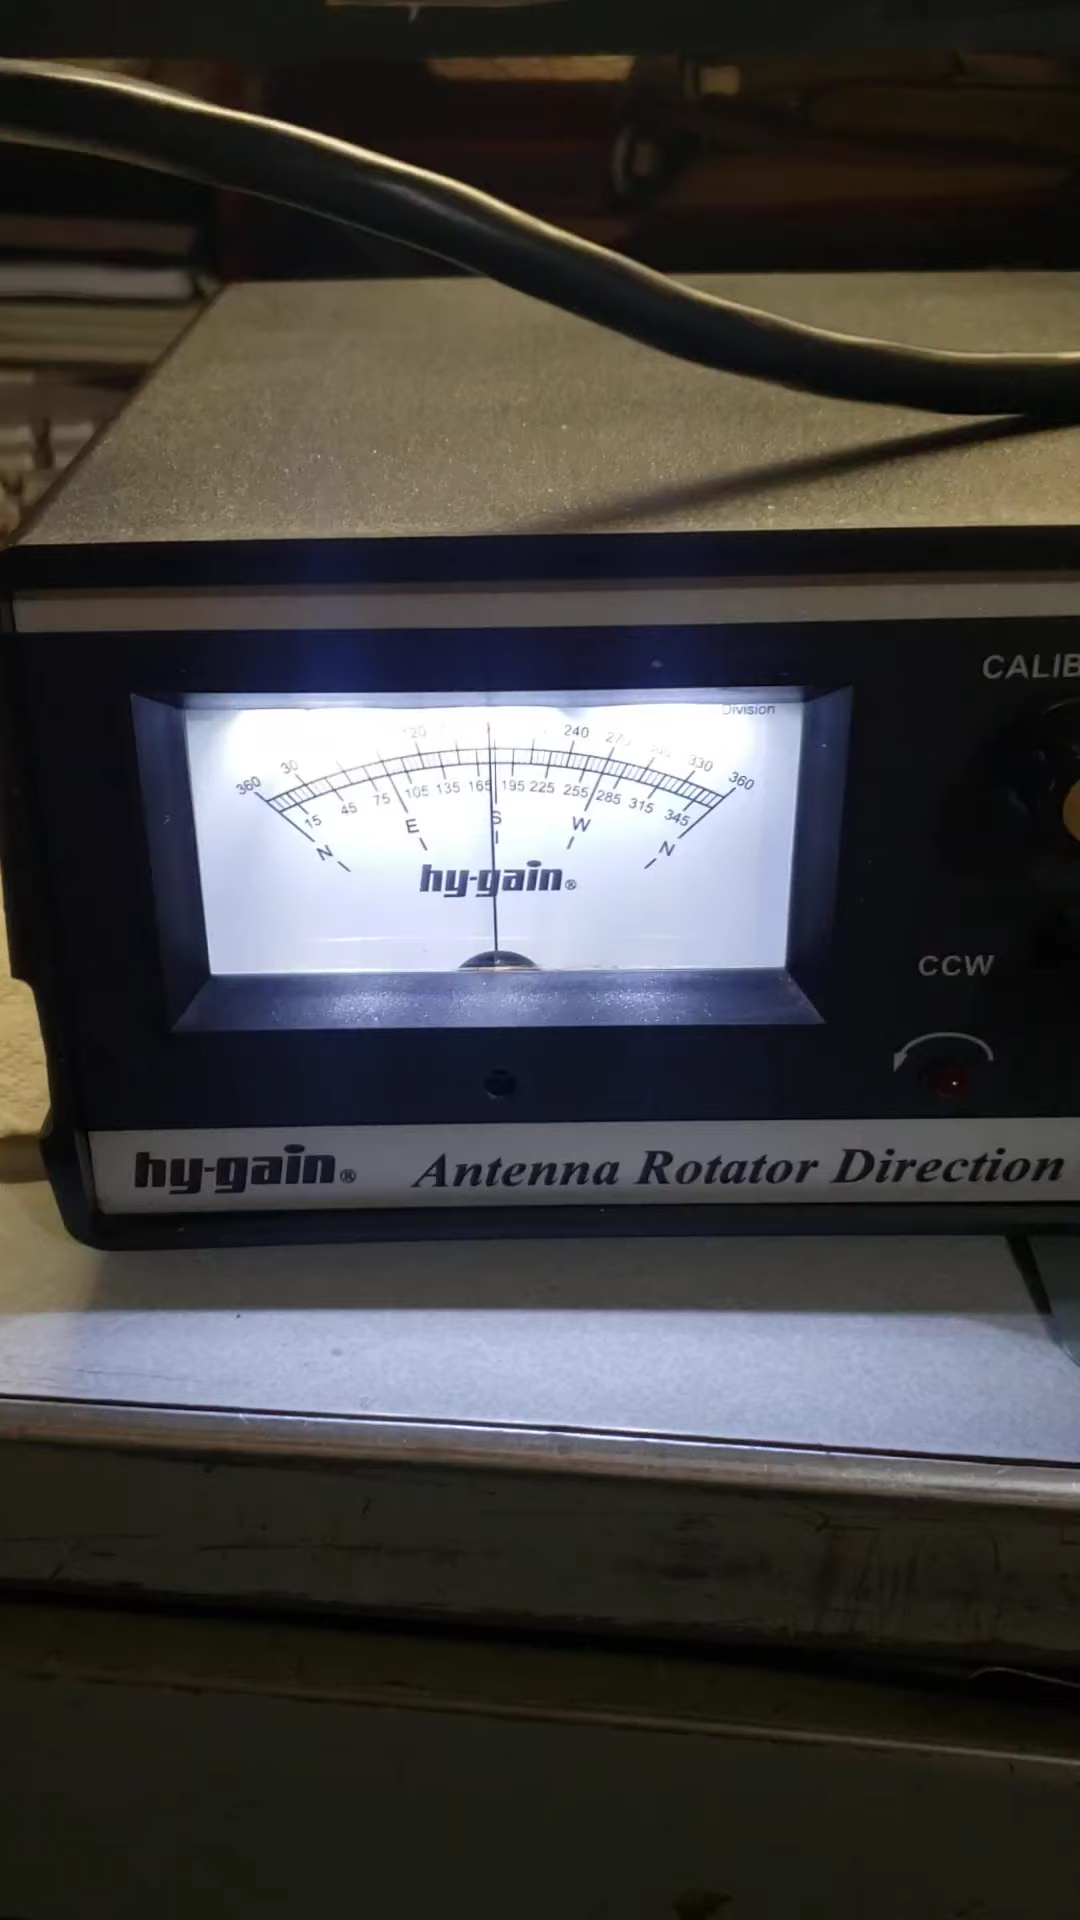 CALIB
Division
120 240 270
360 30 330 360
15 45 75 105 135 165 195 225 255 285 315 345
N E S W N
hy-gain®
CCW
hy-gain® Antenna Rotator Direction